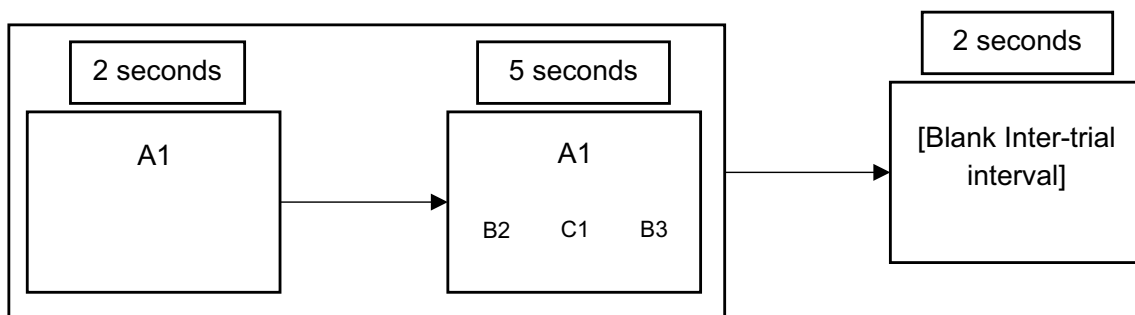 2 seconds
A1
5 seconds
A1
B2 C1 B3
2 seconds
[Blank Inter-trial
interval]